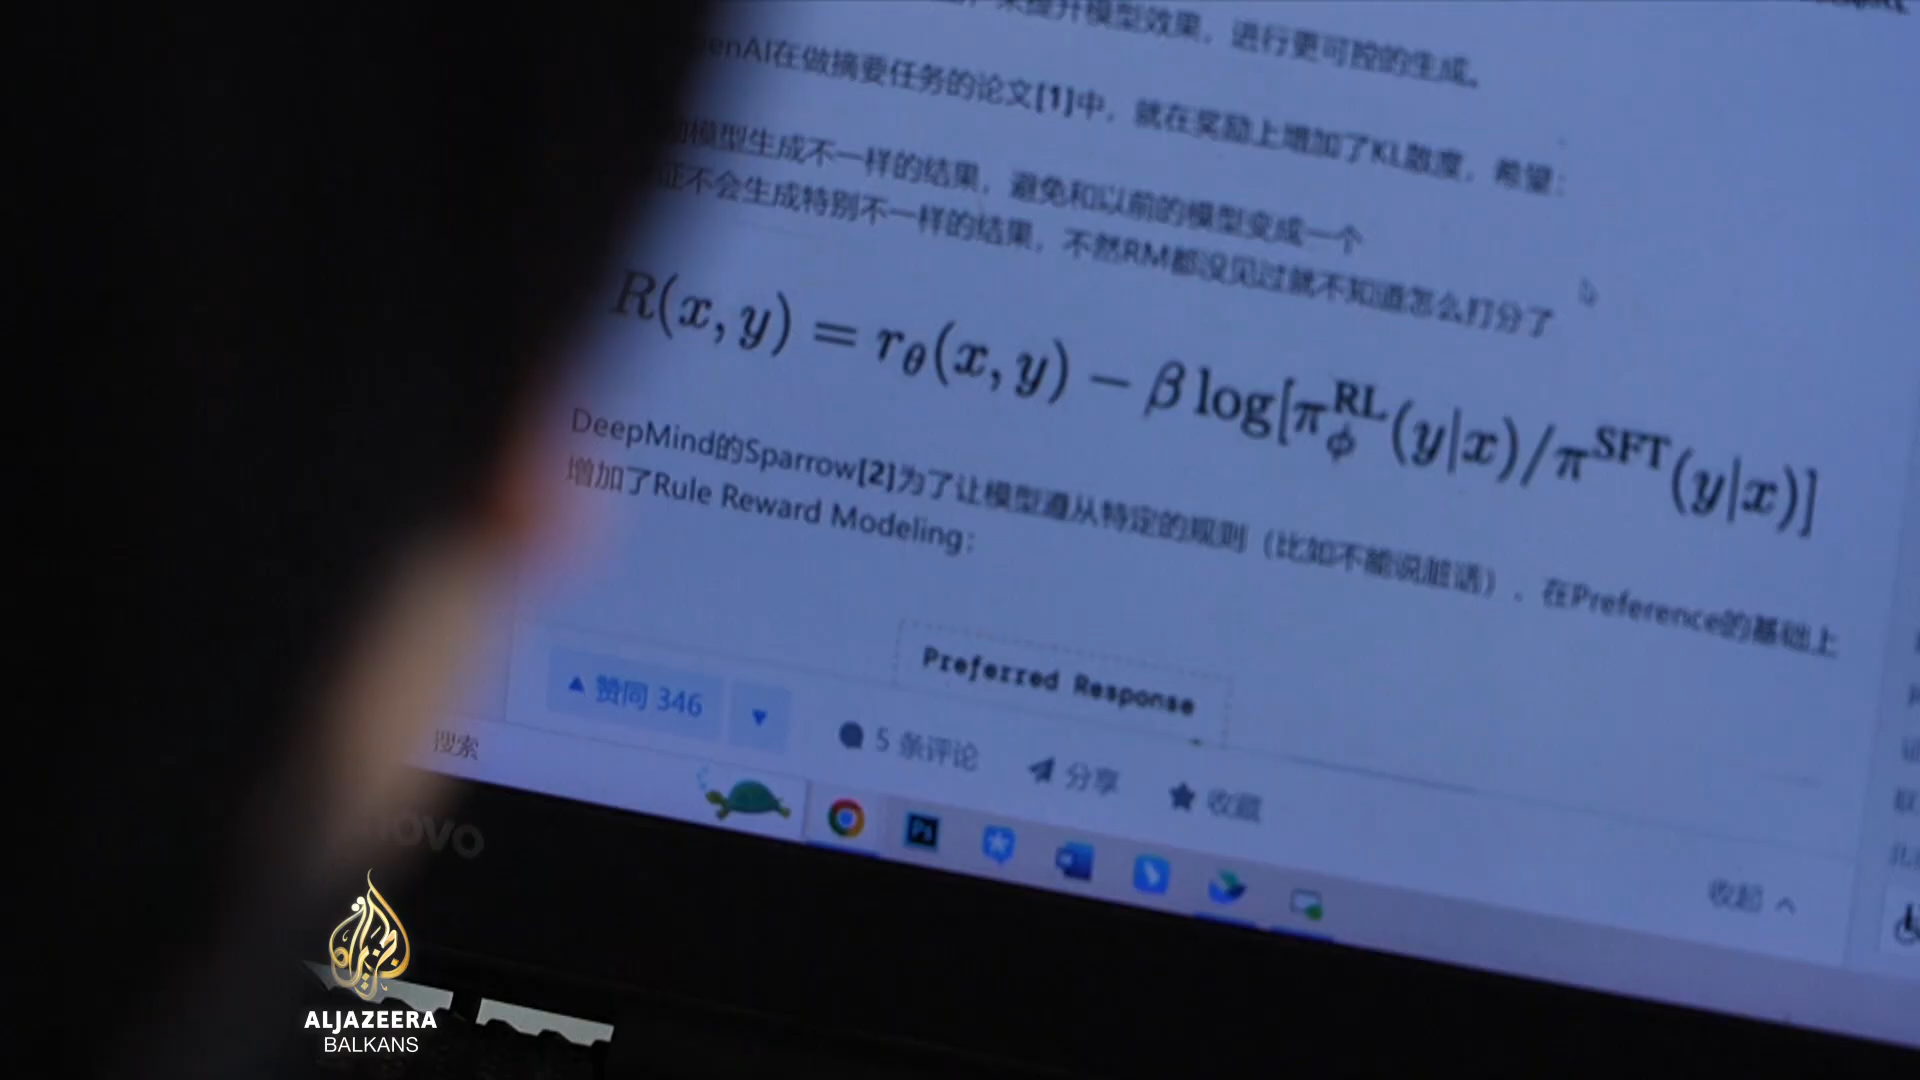 来提升模型效果，进行更可控的生成。
penAI在做摘要任务的论文[1]中，就在奖励上增加了KL散度，希望：
的模型生成不一样的结果，避免和以前的模型变成一个
证不会生成特别不一样的结果，不然RM都没见过就不知道怎么打分了
R(x, y) = r_θ(x, y) − β log[π_φ^RL(y|x)/π^SFT(y|x)]
DeepMind的Sparrow[2]为了让模型遵从特定的规则（比如不能说脏话），在Preference的基础上
增加了Rule Reward Modeling：
Preferred Response
赞同 346
5 条评论
分享
收藏
收起
搜索
Ps
novo
ALJAZEERA
BALKANS